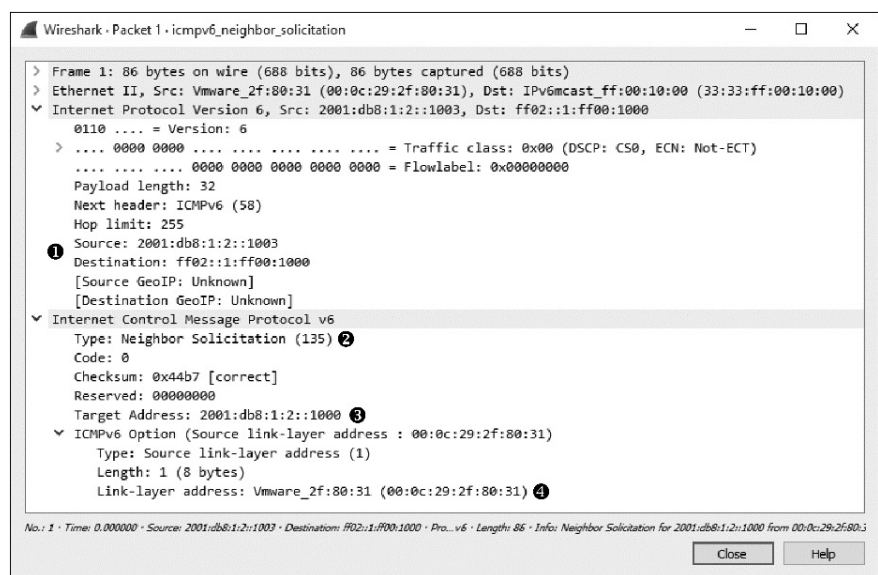 Wireshark · Packet 1 · icmpv6_neighbor_solicitation
> Frame 1: 86 bytes on wire (688 bits), 86 bytes captured (688 bits)
> Ethernet II, Src: Vmware_2f:80:31 (00:0c:29:2f:80:31), Dst: IPv6mcast_ff:00:10:00 (33:33:ff:00:10:00)
Internet Protocol Version 6, Src: 2001:db8:1:2::1003, Dst: ff02::1:ff00:1000
0110 .... = Version: 6
> .... 0000 0000 .... .... .... .... .... = Traffic class: 0x00 (DSCP: CS0, ECN: Not-ECT)
.... .... .... 0000 0000 0000 0000 0000 = Flowlabel: 0x00000000
Payload length: 32
Next header: ICMPv6 (58)
Hop limit: 255
❶ Source: 2001:db8:1:2::1003
Destination: ff02::1:ff00:1000
[Source GeoIP: Unknown]
[Destination GeoIP: Unknown]
Internet Control Message Protocol v6
Type: Neighbor Solicitation (135) ❷
Code: 0
Checksum: 0x44b7 [correct]
Reserved: 00000000
Target Address: 2001:db8:1:2::1000 ❸
ICMPv6 Option (Source link-layer address : 00:0c:29:2f:80:31)
Type: Source link-layer address (1)
Length: 1 (8 bytes)
Link-layer address: Vmware_2f:80:31 (00:0c:29:2f:80:31) ❹
No.: 1 · Time: 0.000000 · Source: 2001:db8:1:2::1003 · Destination: ff02::1:ff00:1000 · Pro...v6 · Length: 86 · Info: Neighbor Solicitation for 2001:db8:1:2::1000 from 00:0c:29:2f:80:3
Close Help